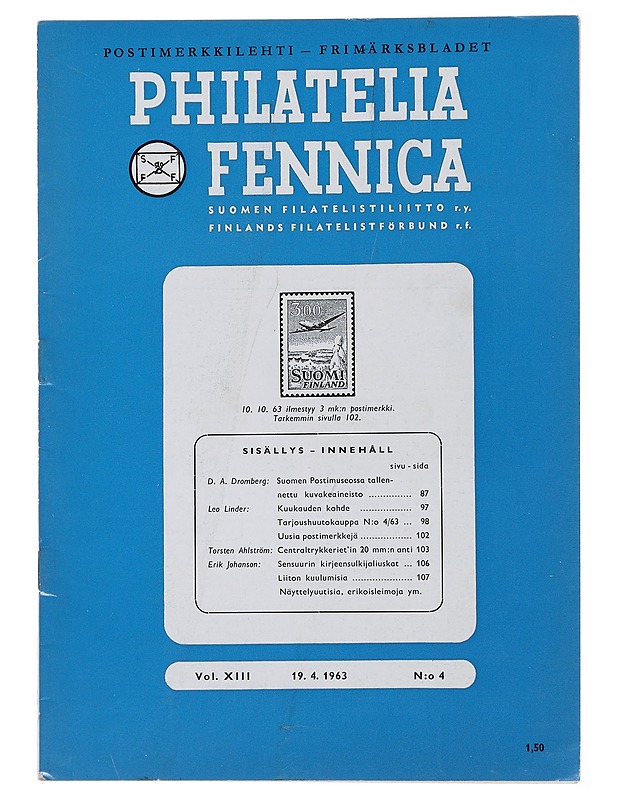 POSTIMERKKILEHTI – FRIMÄRKSBLADET
PHILATELIA
FENNICA
S F
F F
SUOMEN FILATELISTILIITTO r.y.
FINLANDS FILATELISTFÖRBUND r.f.
3:00
SUOMI
FINLAND
10. 10. 63 ilmestyy 3 mk:n postimerkki.
Tarkemmin sivulla 102.
SISÄLLYS – INNEHÅLL
sivu - sida
D. A. Dromberg: Suomen Postimuseossa tallen-
nettu kuvakeaineisto ............... 87
Leo Linder: Kuukauden kohde .................. 97
Tarjoushuutokauppa N:o 4/63 ... 98
Uusia postimerkkejä .................. 102
Torsten Ahlström: Centraltrykkeriet'in 20 mm:n anti 103
Erik Johanson: Sensuurin kirjeensulkijaliuskat ... 106
Liiton kuulumisia ..................... 107
Näyttelyuutisia, erikoisleimoja ym.
Vol. XIII 19. 4. 1963 N:o 4
1,50